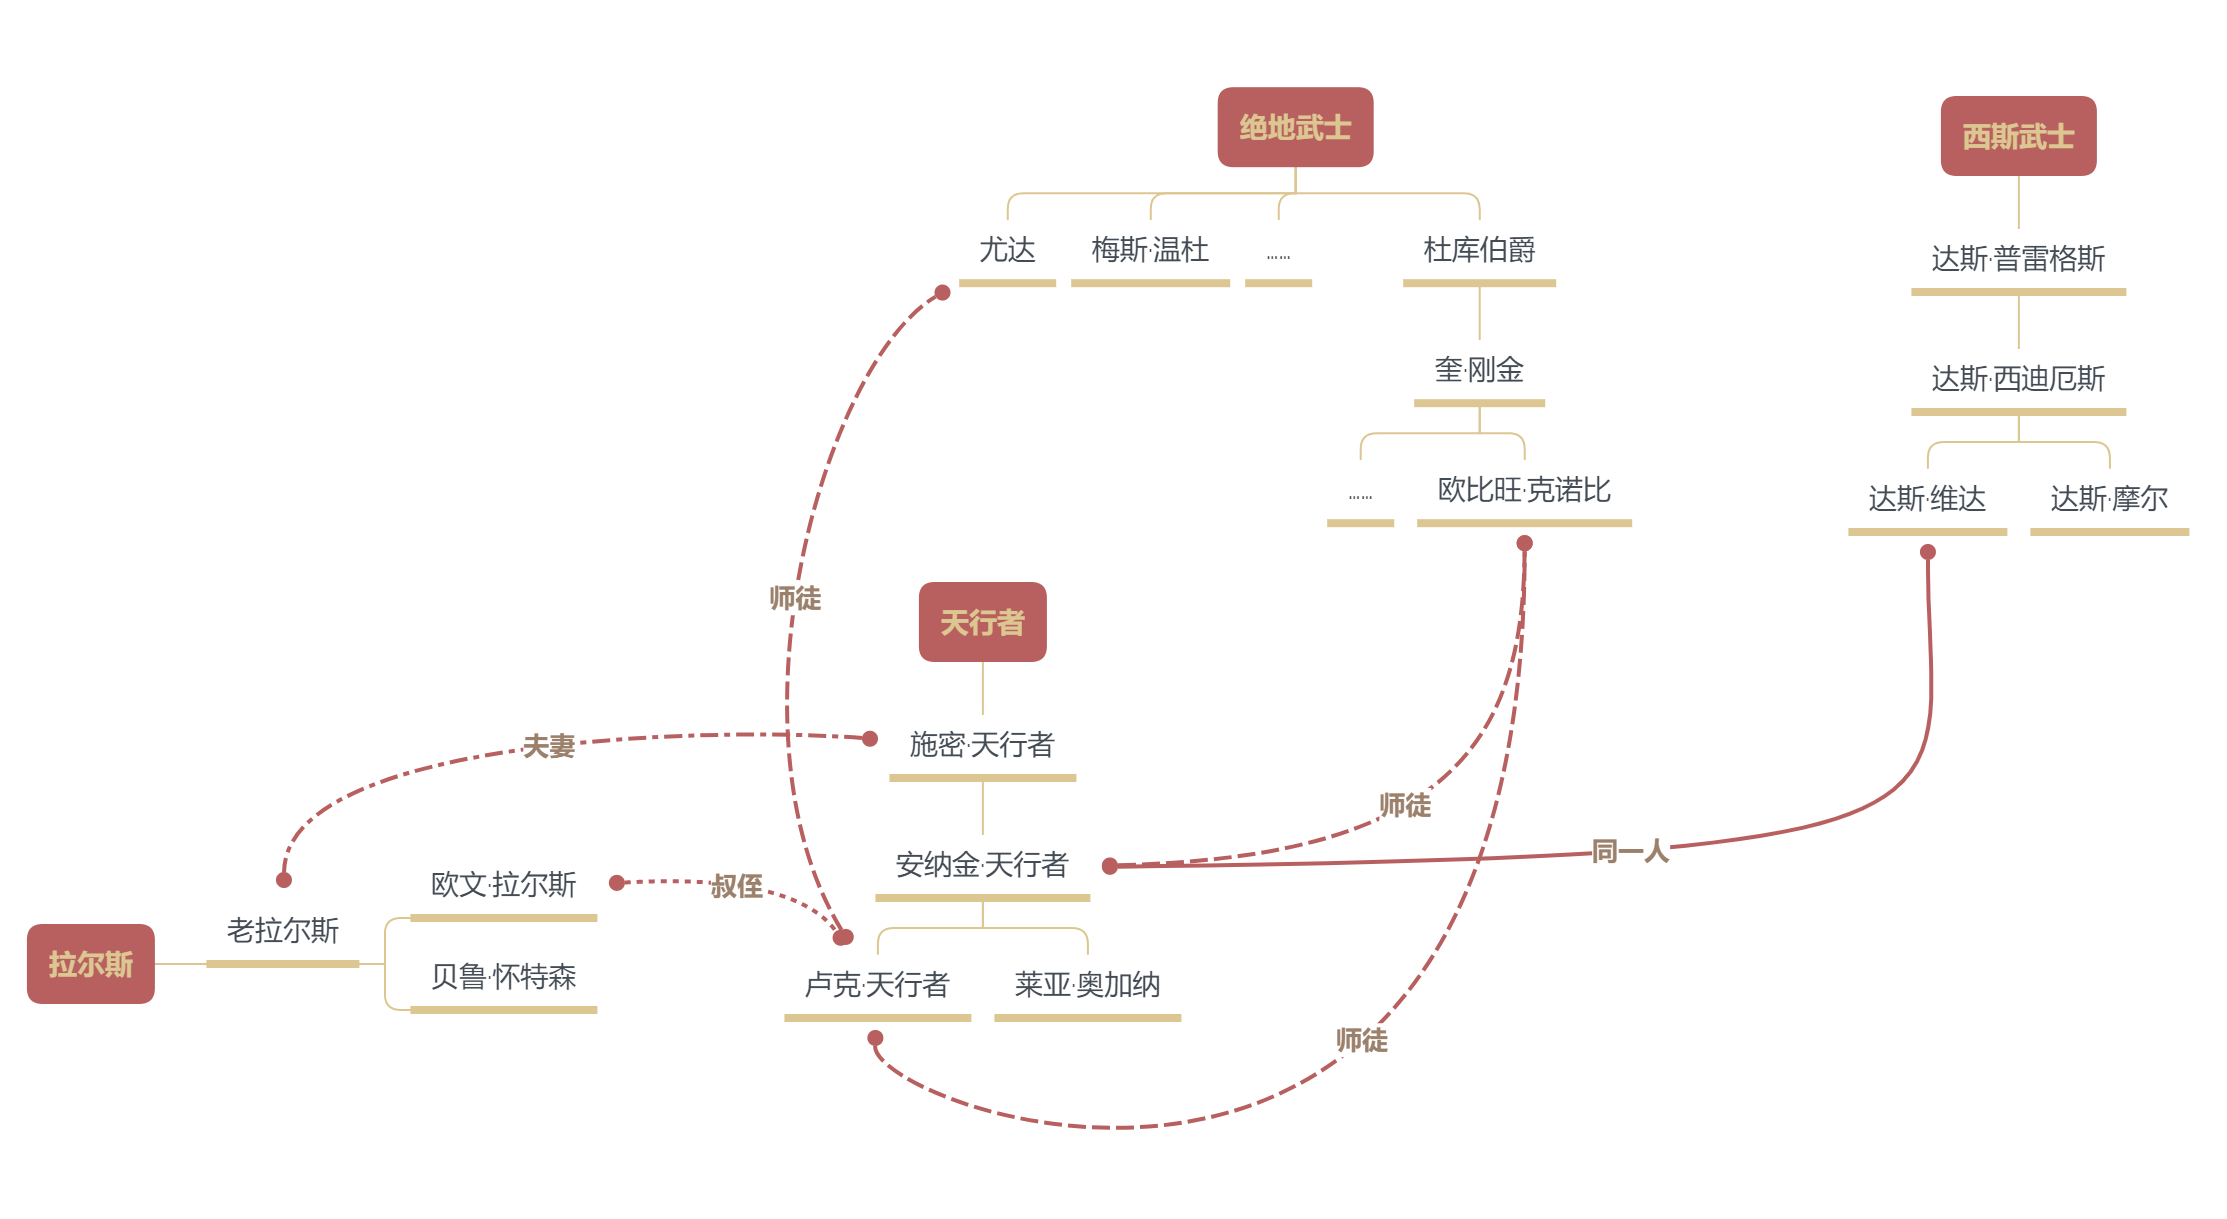 绝地武士
西斯武士
尤达
梅斯·温杜
......
杜库伯爵
达斯·普雷格斯
奎·刚金
达斯·西迪厄斯
......
欧比旺·克诺比
达斯·维达
达斯·摩尔
师徒
天行者
夫妻
施密·天行者
师徒
同一人
安纳金·天行者
欧文·拉尔斯
叔侄
老拉尔斯
拉尔斯
贝鲁·怀特森
卢克·天行者
莱亚·奥加纳
师徒